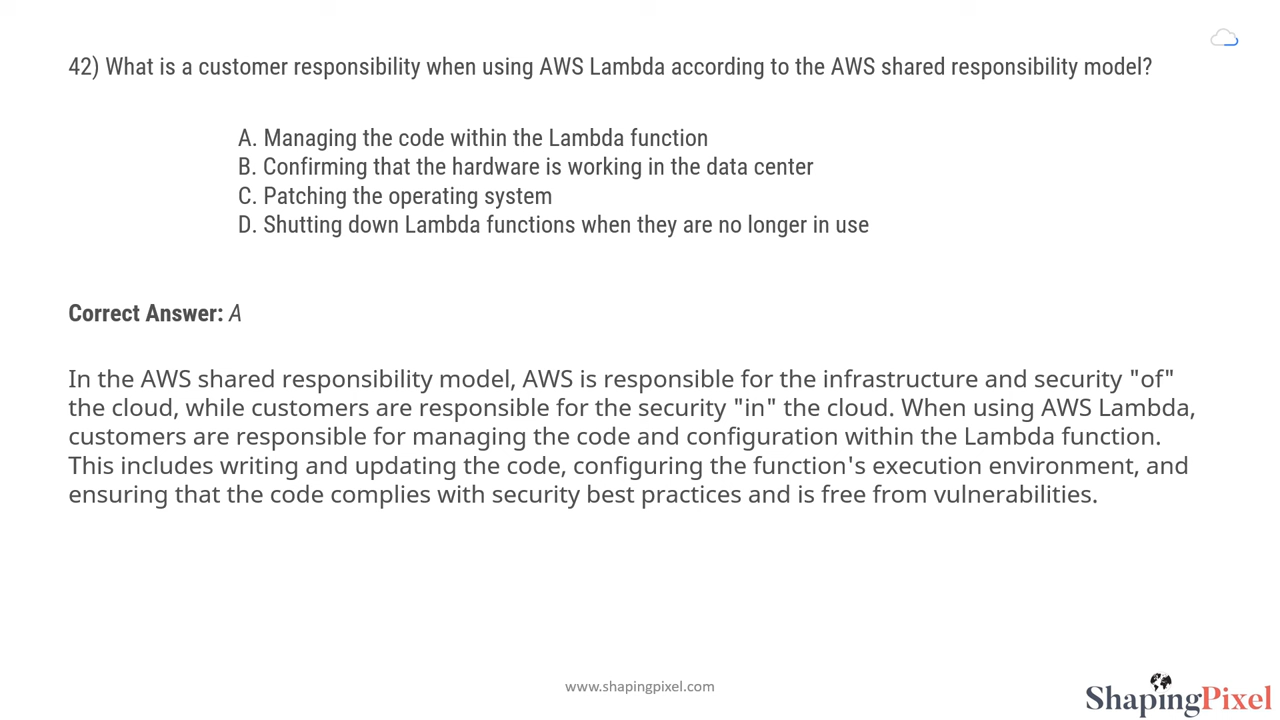 42) What is a customer responsibility when using AWS Lambda according to the AWS shared responsibility model?
A. Managing the code within the Lambda function
B. Confirming that the hardware is working in the data center
C. Patching the operating system
D. Shutting down Lambda functions when they are no longer in use
Correct Answer: A
In the AWS shared responsibility model, AWS is responsible for the infrastructure and security "of"
the cloud, while customers are responsible for the security "in" the cloud. When using AWS Lambda,
customers are responsible for managing the code and configuration within the Lambda function.
This includes writing and updating the code, configuring the function's execution environment, and
ensuring that the code complies with security best practices and is free from vulnerabilities.
www.shapingpixel.com
ShapingPixel